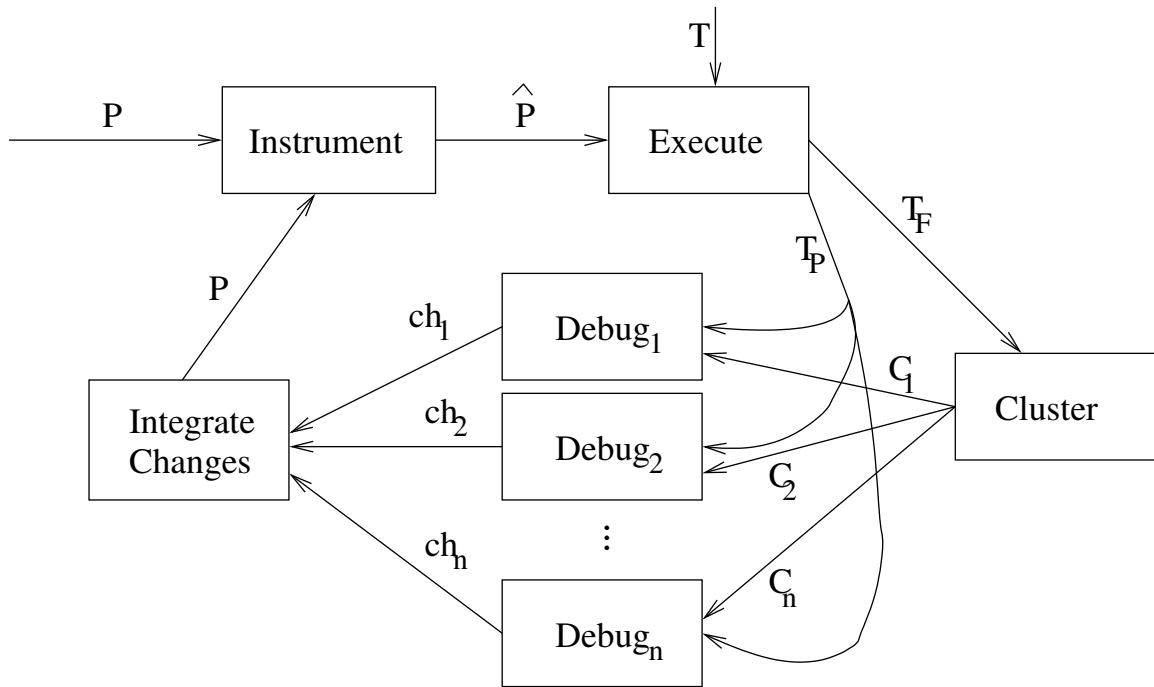 T
P
Instrument
P̂
Execute
T_F
T_P
P
ch_1
Debug_1
C_1
Cluster
Integrate
Changes
ch_2
Debug_2
C_2
⋮
ch_n
Debug_n
C_n